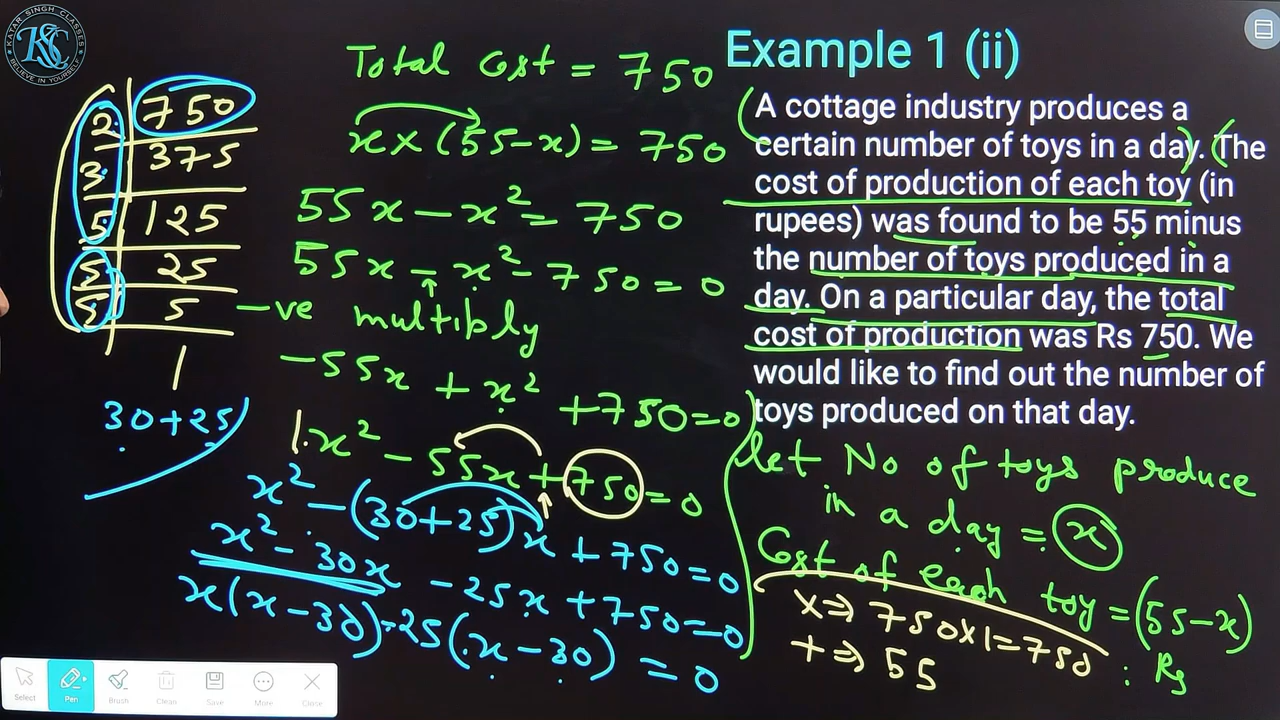 KATAR SINGH CLASSES
KSC
BELIEVE IN YOURSELF
2 | 750
3 | 375
5 | 125
5 | 25
5 | 5
1
30+25
Total Cost = 750
x × (55-x) = 750
55x - x² = 750
55x - x² - 750 = 0
-ve multiply
-55x + x² + 750 = 0
1.x² - 55x + 750 = 0
x² - (30+25)x + 750 = 0
x² - 30x - 25x + 750 = 0
x(x-30) - 25(x-30) = 0
Example 1 (ii)
A cottage industry produces a
certain number of toys in a day. The
cost of production of each toy (in
rupees) was found to be 55 minus
the number of toys produced in a
day. On a particular day, the total
cost of production was Rs 750. We
would like to find out the number of
toys produced on that day.
let No of toys produce
in a day = x
Cost of each toy = (55-x)
: Rs
x ⇒ 750×1 = 750
+ ⇒ 55
Select
Pen
Brush
Clean
Save
More
Close